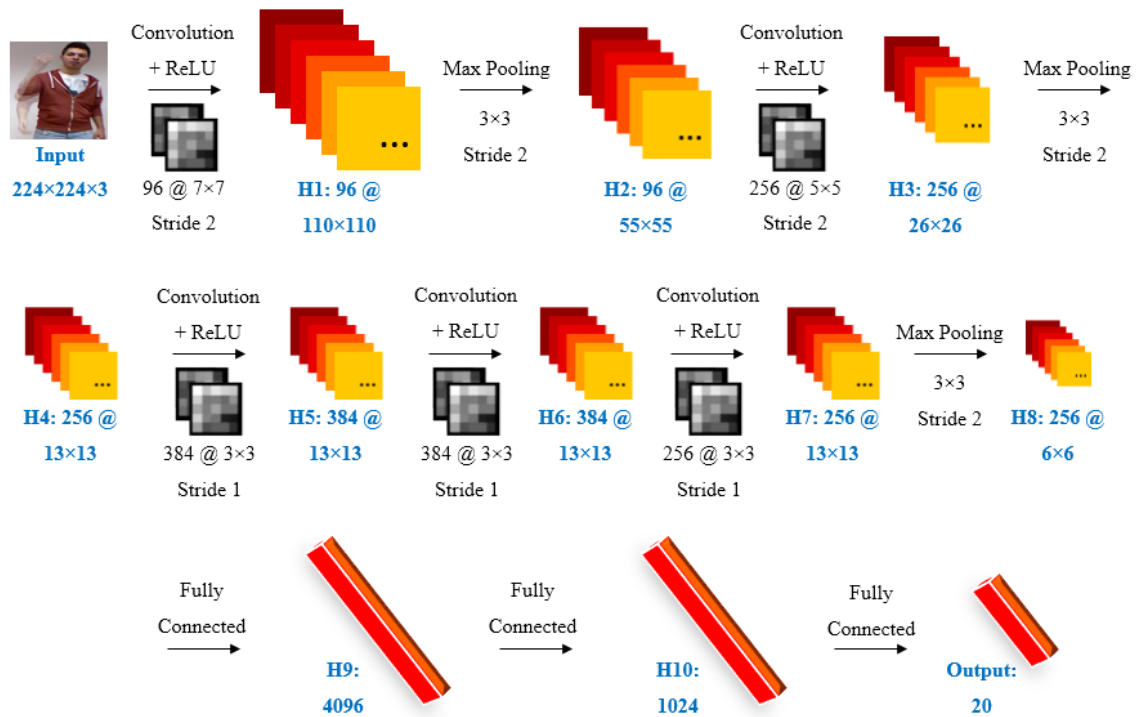 Convolution
+ ReLU
96 @ 7×7
Stride 2
Input
224×224×3
H1: 96 @
110×110
Max Pooling
3×3
Stride 2
H2: 96 @
55×55
Convolution
+ ReLU
256 @ 5×5
Stride 2
H3: 256 @
26×26
Max Pooling
3×3
Stride 2
H4: 256 @
13×13
Convolution
+ ReLU
384 @ 3×3
Stride 1
H5: 384 @
13×13
Convolution
+ ReLU
384 @ 3×3
Stride 1
H6: 384 @
13×13
Convolution
+ ReLU
256 @ 3×3
Stride 1
H7: 256 @
13×13
Max Pooling
3×3
Stride 2
H8: 256 @
6×6
Fully
Connected
H9:
4096
Fully
Connected
H10:
1024
Fully
Connected
Output:
20